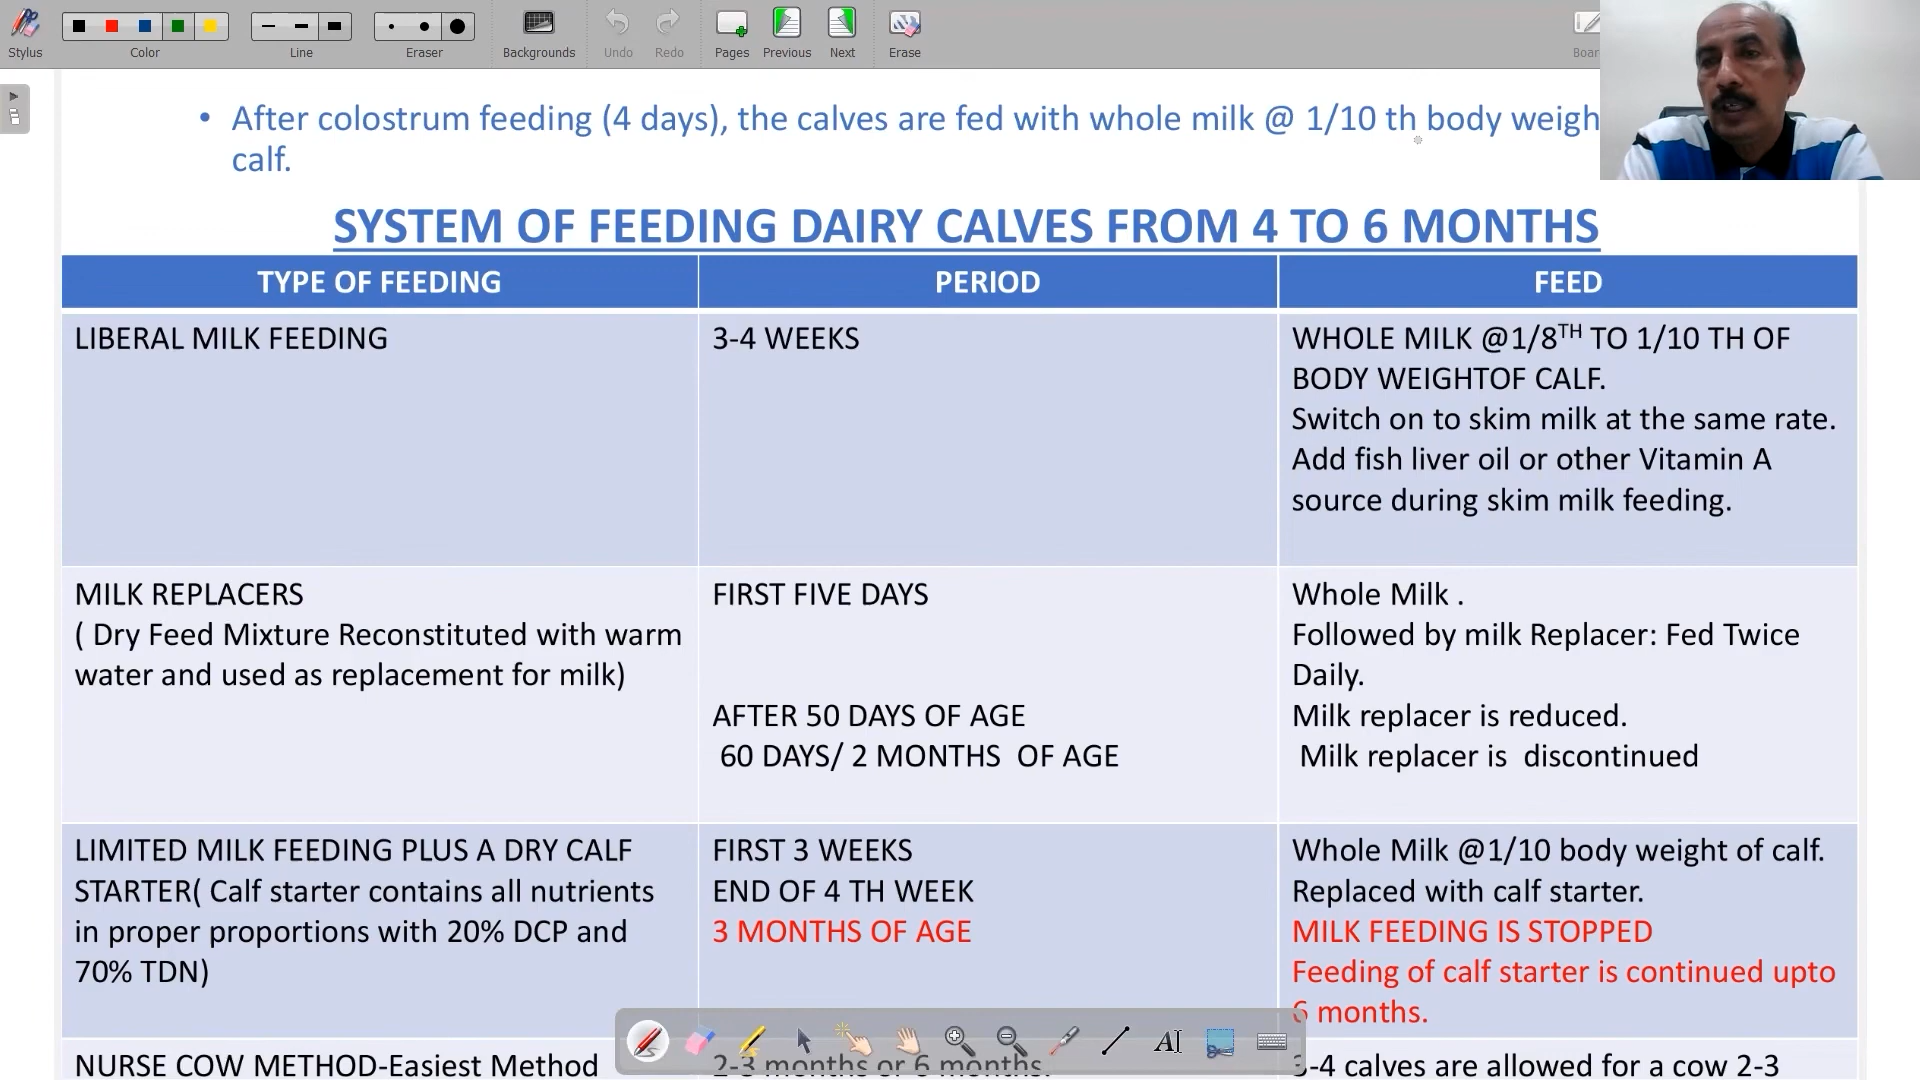 Stylus
Color
Line
Eraser
Backgrounds
Undo
Redo
Pages
Previous
Next
Erase
• After colostrum feeding (4 days), the calves are fed with whole milk @ 1/10 th body weigh
calf.
SYSTEM OF FEEDING DAIRY CALVES FROM 4 TO 6 MONTHS
TYPE OF FEEDING
PERIOD
FEED
LIBERAL MILK FEEDING
3-4 WEEKS
WHOLE MILK @1/8TH TO 1/10 TH OF
BODY WEIGHTOF CALF.
Switch on to skim milk at the same rate.
Add fish liver oil or other Vitamin A
source during skim milk feeding.
MILK REPLACERS
( Dry Feed Mixture Reconstituted with warm
water and used as replacement for milk)
FIRST FIVE DAYS
AFTER 50 DAYS OF AGE
60 DAYS/ 2 MONTHS OF AGE
Whole Milk .
Followed by milk Replacer: Fed Twice
Daily.
Milk replacer is reduced.
Milk replacer is discontinued
LIMITED MILK FEEDING PLUS A DRY CALF
STARTER( Calf starter contains all nutrients
in proper proportions with 20% DCP and
70% TDN)
FIRST 3 WEEKS
END OF 4 TH WEEK
3 MONTHS OF AGE
Whole Milk @1/10 body weight of calf.
Replaced with calf starter.
MILK FEEDING IS STOPPED
Feeding of calf starter is continued upto
6 months.
NURSE COW METHOD-Easiest Method
2-3 months or 6 months.
3-4 calves are allowed for a cow 2-3